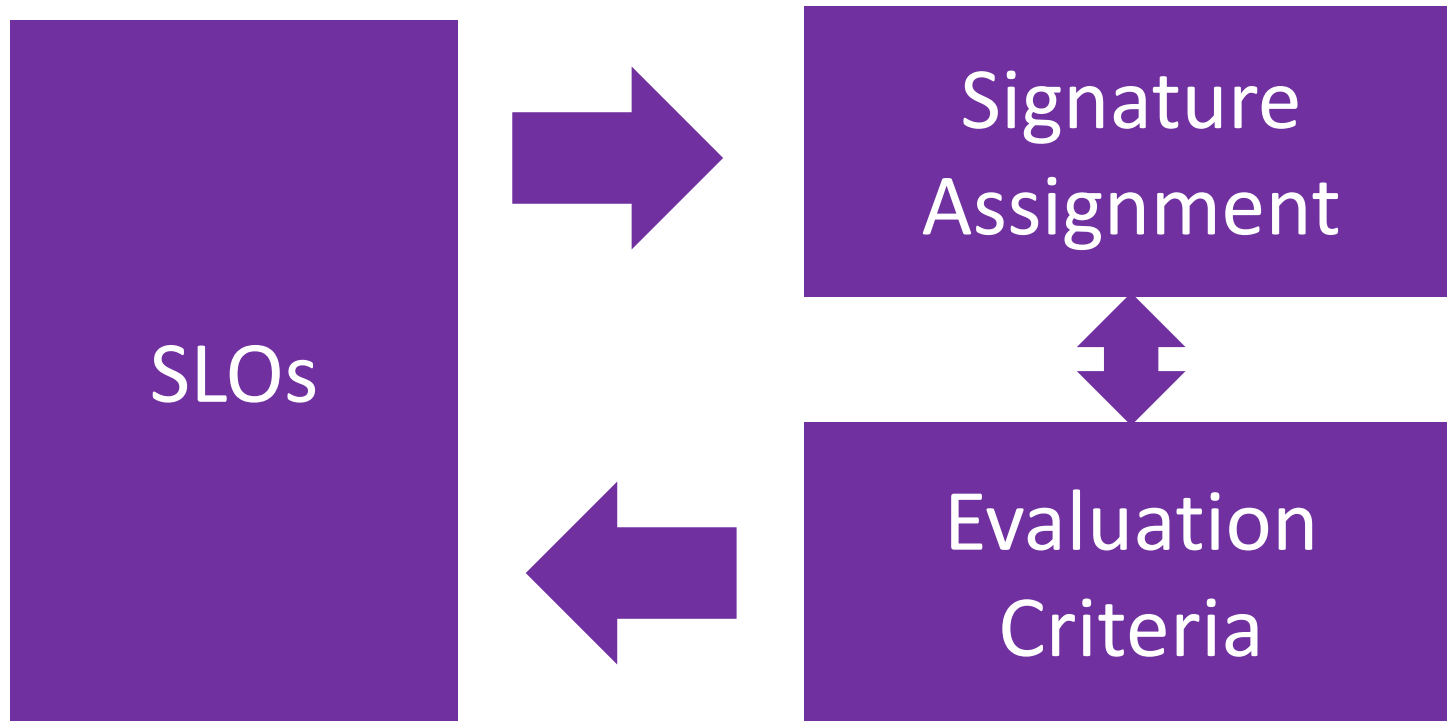 SLOs
Signature
Assignment
Evaluation
Criteria